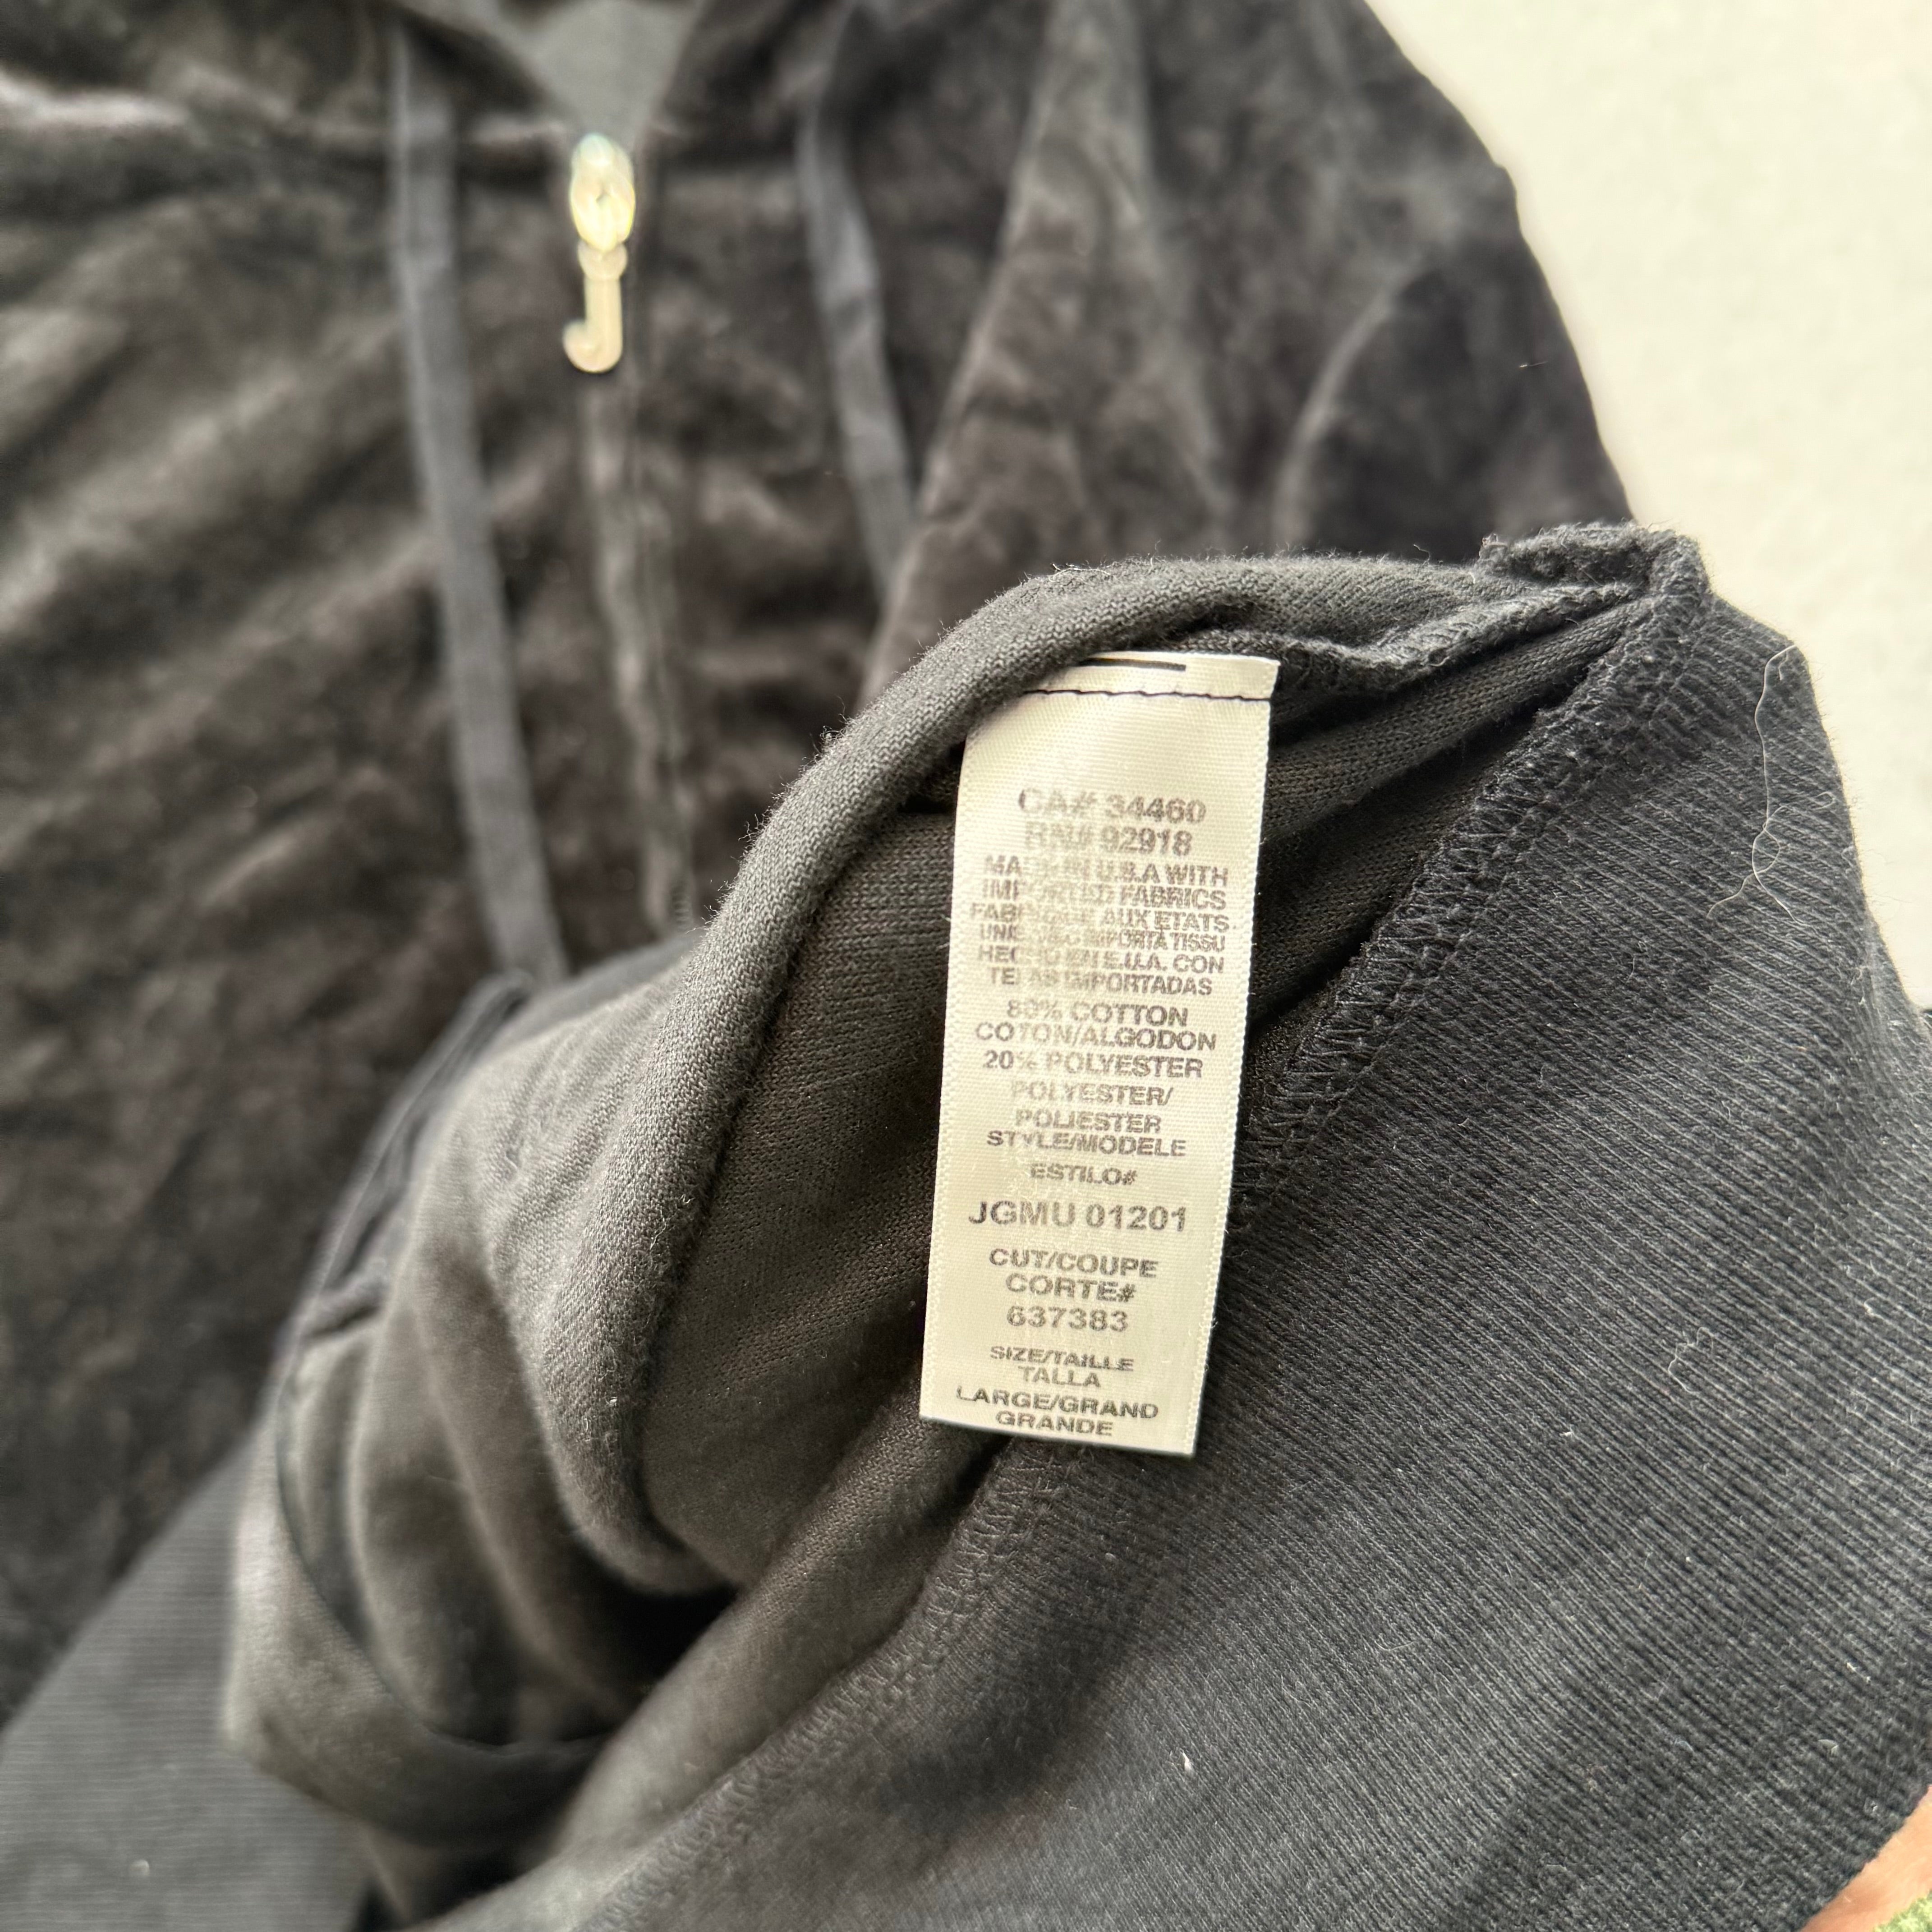 CA# 34460
RN# 92918
MADE IN U.S.A WITH
IMPORTED FABRICS
FABRIQUE AUX ETATS
UNIS AVEC IMPORTA TISSU
HECHO EN E.U.A. CON
TELAS IMPORTADAS
80% COTTON
COTON/ALGODON
20% POLYESTER
POLYESTER/
POLIESTER
STYLE/MODELE
ESTILO#
JGMU 01201
CUT/COUPE
CORTE#
637383
SIZE/TAILLE
TALLA
LARGE/GRAND
GRANDE